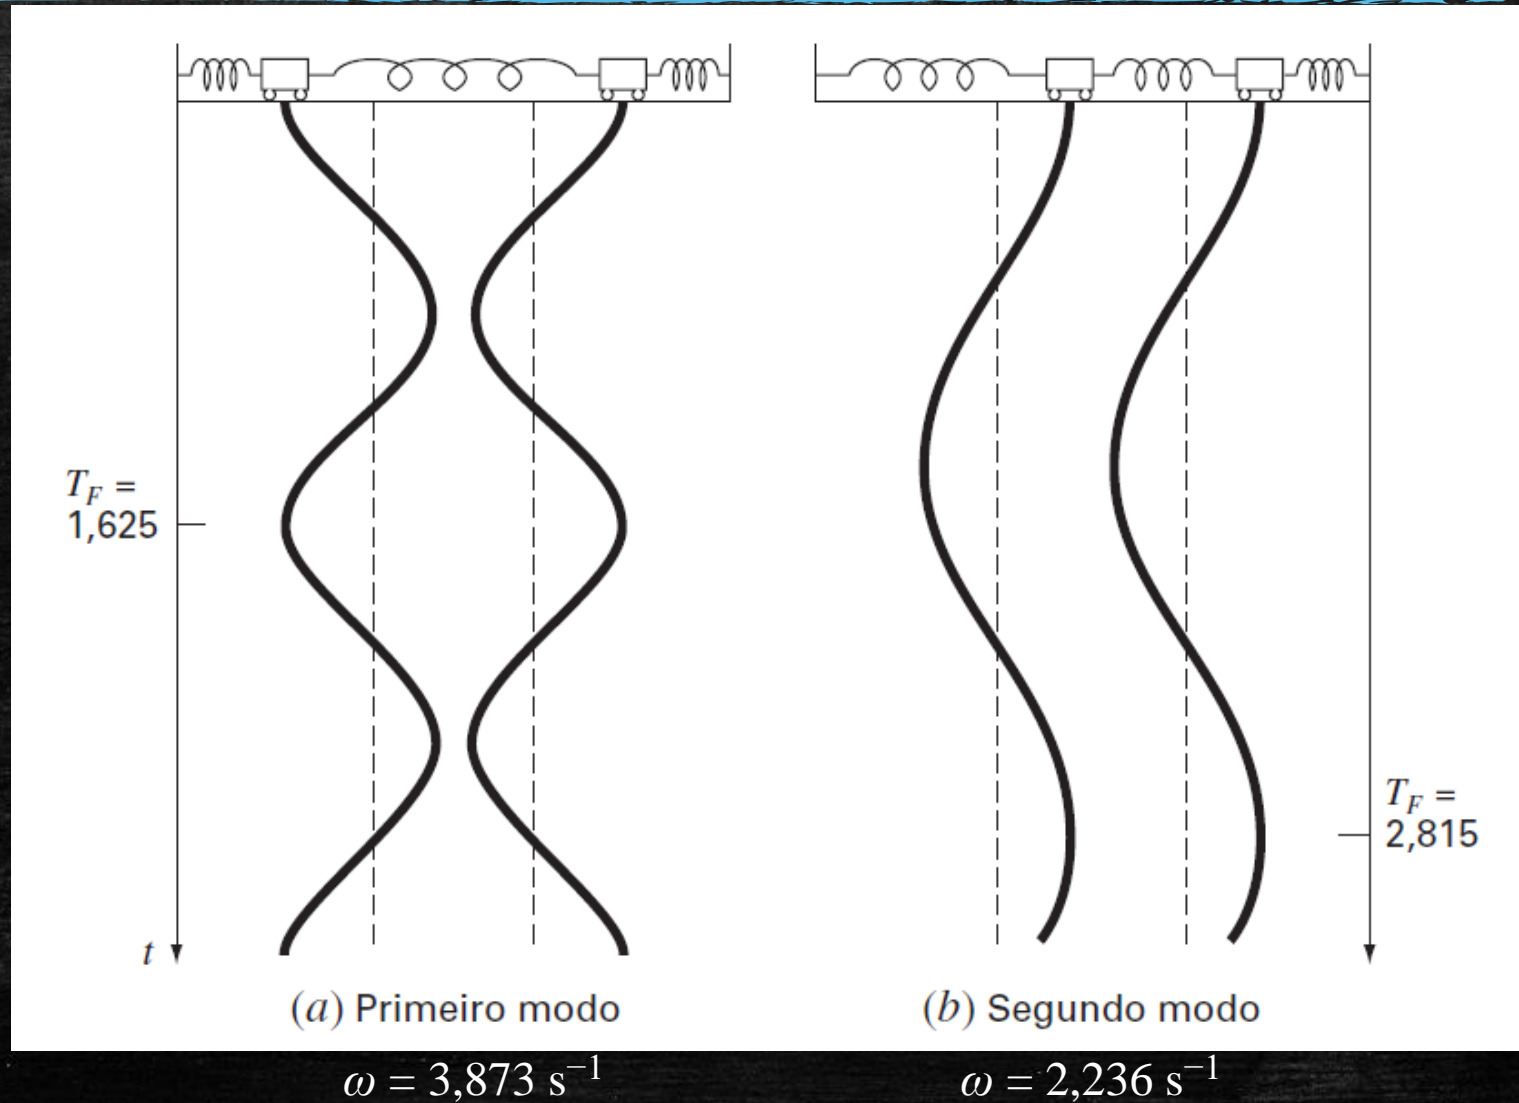 T_F =
1,625
t
T_F =
2,815
(a) Primeiro modo
(b) Segundo modo
ω = 3,873 s⁻¹
ω = 2,236 s⁻¹